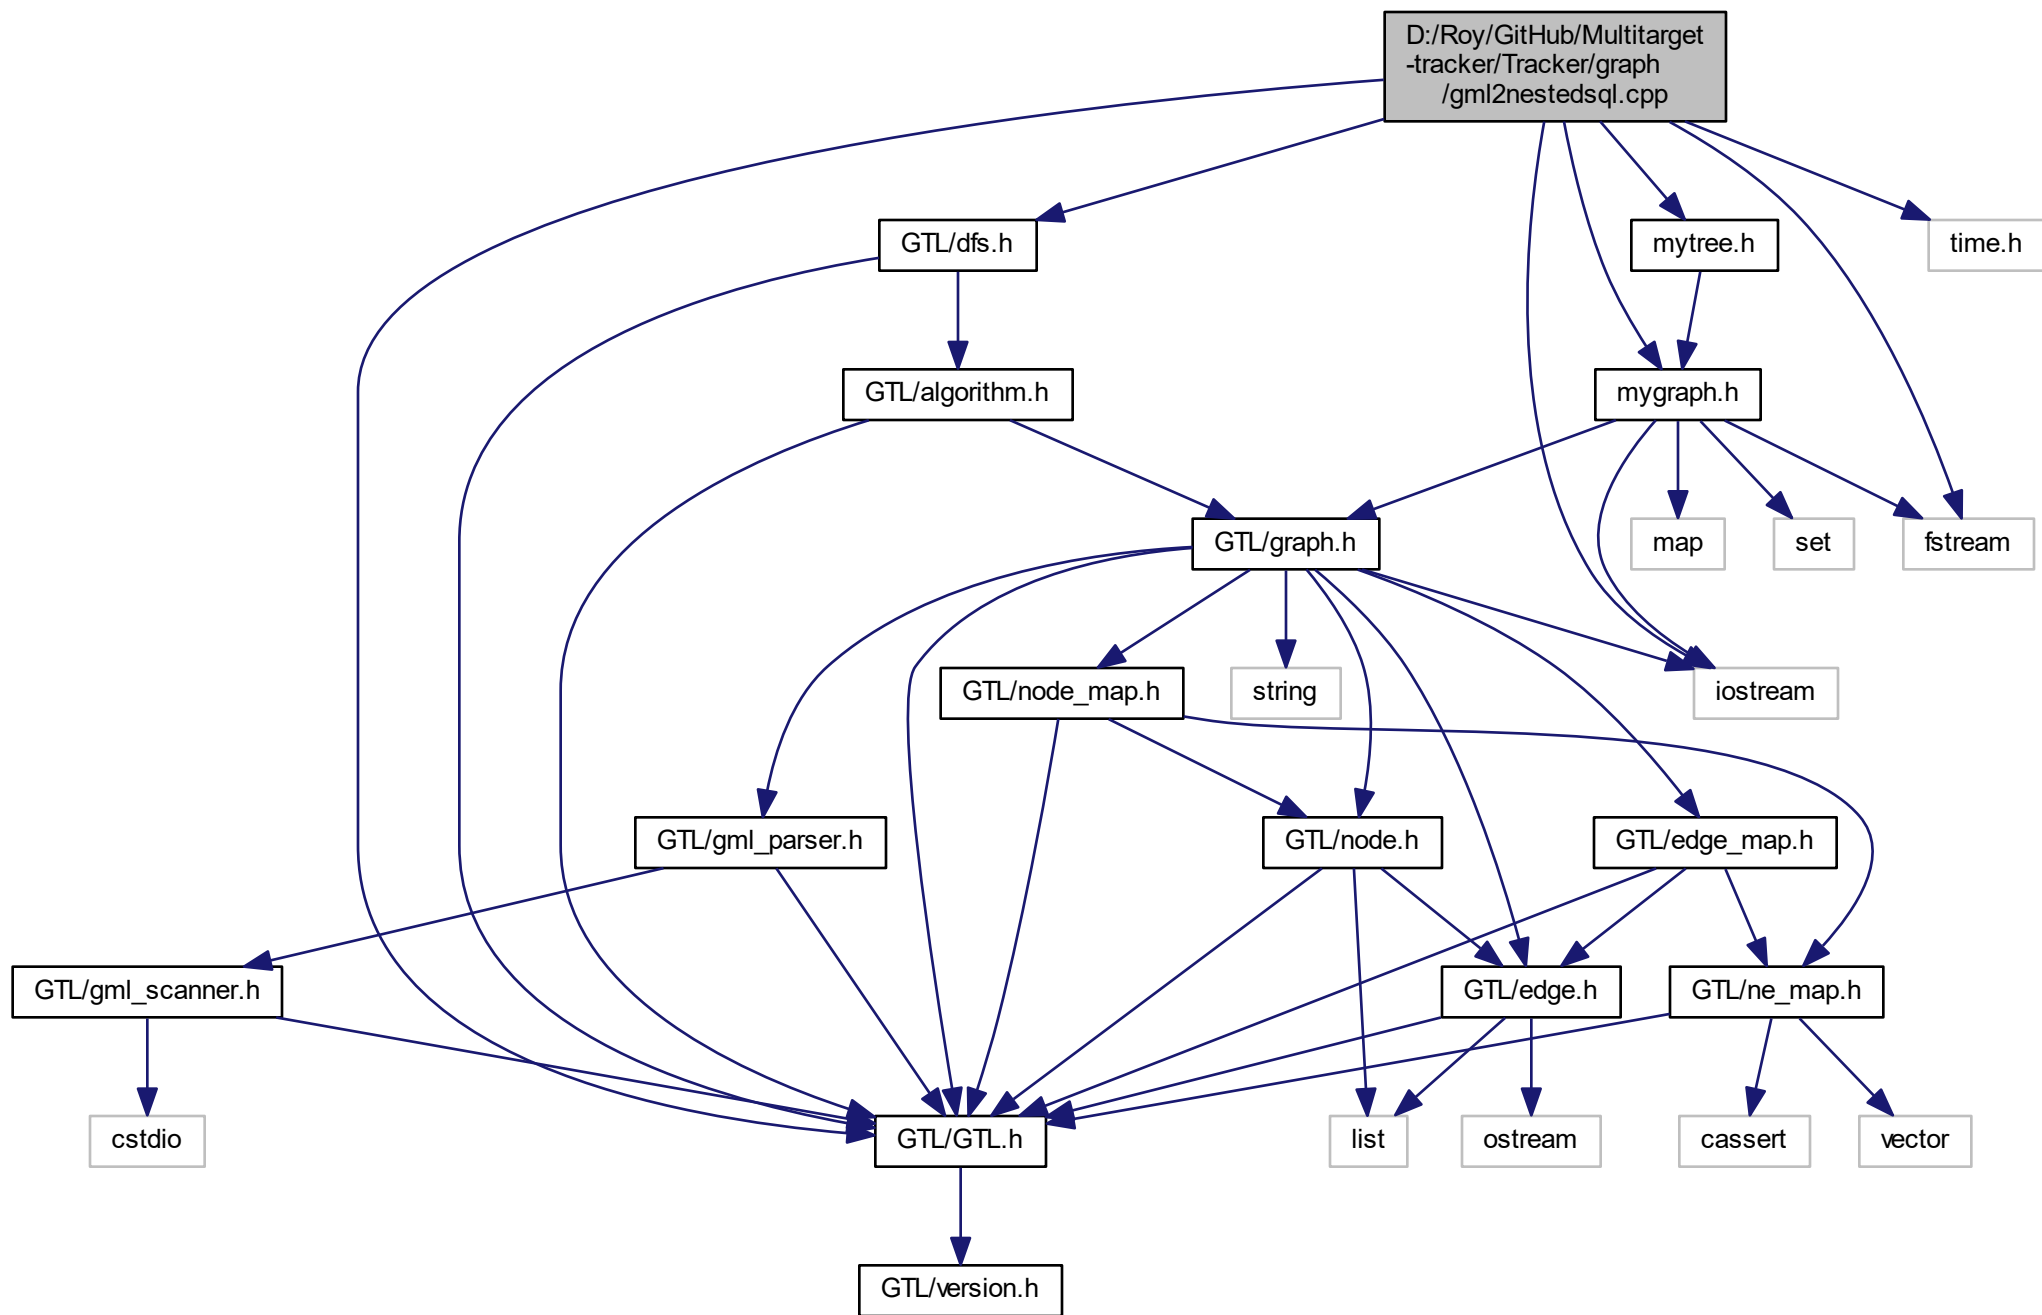 D:/Roy/GitHub/Multitarget
-tracker/Tracker/graph
/gml2nestedsql.cpp
GTL/dfs.h
mytree.h
time.h
GTL/algorithm.h
mygraph.h
GTL/graph.h
map
set
fstream
GTL/node_map.h
string
iostream
GTL/gml_parser.h
GTL/node.h
GTL/edge_map.h
GTL/gml_scanner.h
GTL/edge.h
GTL/ne_map.h
cstdio
GTL/GTL.h
list
ostream
cassert
vector
GTL/version.h